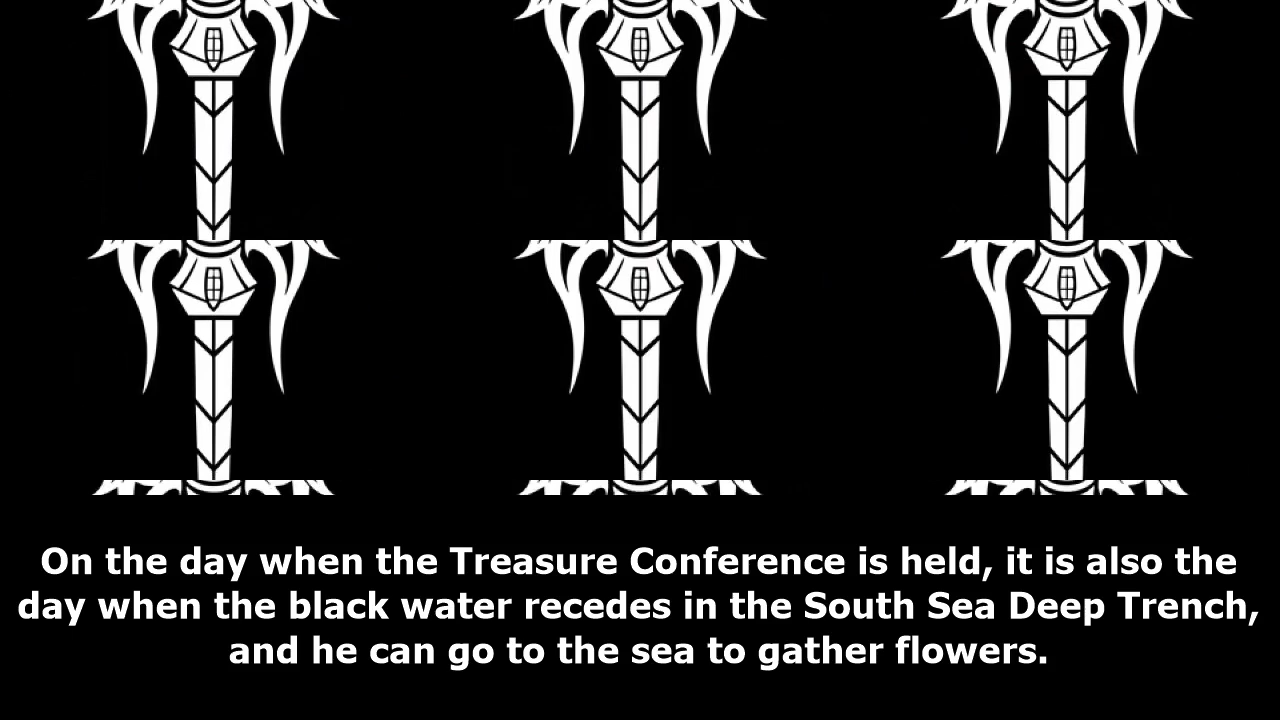 On the day when the Treasure Conference is held, it is also the
day when the black water recedes in the South Sea Deep Trench,
and he can go to the sea to gather flowers.